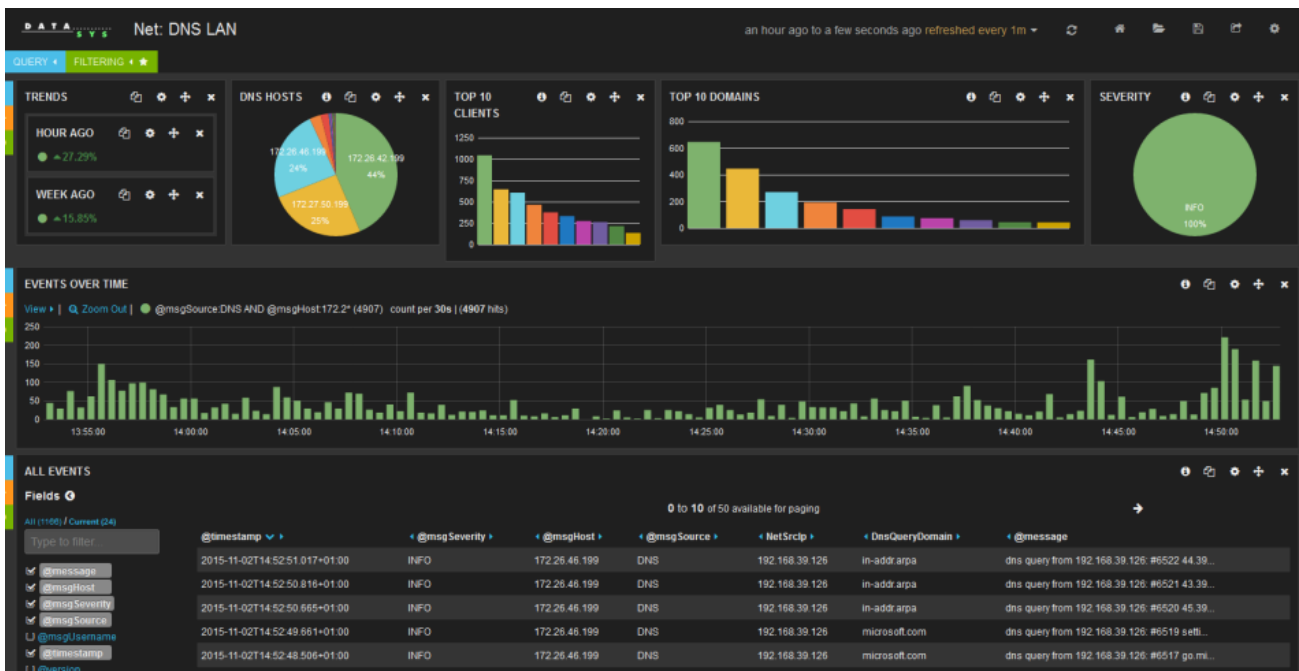 DATA SYS
Net: DNS LAN
an hour ago to a few seconds ago refreshed every 1m
QUERY
FILTERING
TRENDS
HOUR AGO
27.29%
WEEK AGO
15.85%
DNS HOSTS
172.26.46.199
24%
172.26.42.199
44%
172.27.50.199
25%
TOP 10
CLIENTS
1250
1000
750
500
250
0
TOP 10 DOMAINS
800
600
400
200
0
SEVERITY
INFO
100%
EVENTS OVER TIME
View | Zoom Out | @msgSource:DNS AND @msgHost:172.2* (4907) count per 30s | (4907 hits)
250
200
150
100
50
0
13:55:00 14:00:00 14:05:00 14:10:00 14:15:00 14:20:00 14:25:00 14:30:00 14:35:00 14:40:00 14:45:00 14:50:00
ALL EVENTS
Fields
All (1166) / Current (24)
Type to filter...
@message
@msgHost
@msgSeverity
@msgSource
@msgUsername
@timestamp
@version
0 to 10 of 50 available for paging
@timestamp @msgSeverity @msgHost @msgSource NetSrcIp DnsQueryDomain @message
2015-11-02T14:52:51.017+01:00 INFO 172.26.46.199 DNS 192.168.39.126 in-addr.arpa dns query from 192.168.39.126: #6522 44.39...
2015-11-02T14:52:50.816+01:00 INFO 172.26.46.199 DNS 192.168.39.126 in-addr.arpa dns query from 192.168.39.126: #6521 43.39...
2015-11-02T14:52:50.665+01:00 INFO 172.26.46.199 DNS 192.168.39.126 in-addr.arpa dns query from 192.168.39.126: #6520 45.39...
2015-11-02T14:52:49.661+01:00 INFO 172.26.46.199 DNS 192.168.39.126 microsoft.com dns query from 192.168.39.126: #6519 setti...
2015-11-02T14:52:48.506+01:00 INFO 172.26.46.199 DNS 192.168.39.126 microsoft.com dns query from 192.168.39.126: #6517 go.mi...